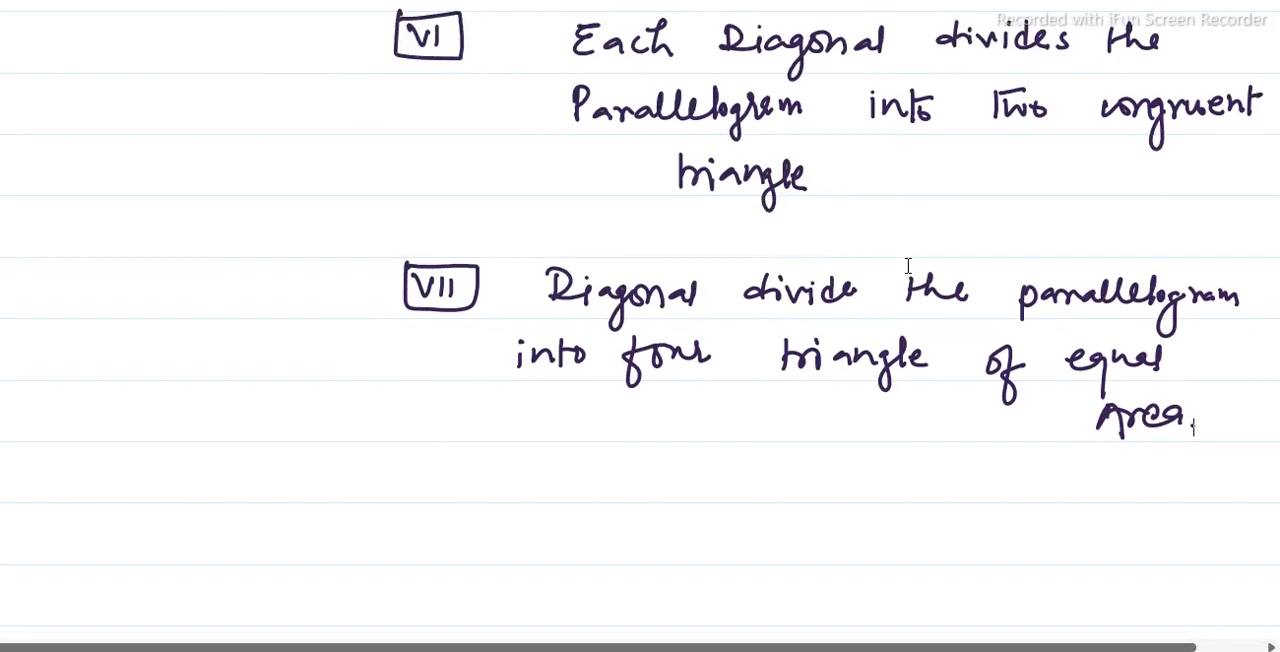 Recorded with iFun Screen Recorder
VI Each Diagonal divides the
Parallelogram into Two congruent
triangle
VII Diagonal divide the parallelogram
into four triangle of equal
Area.